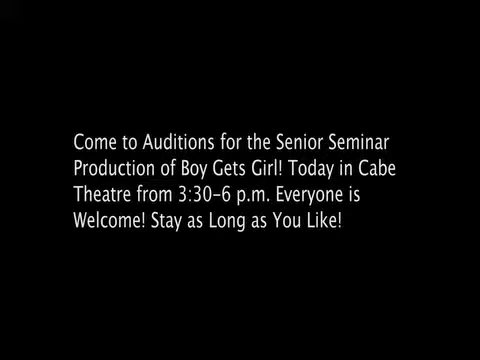 Come to Auditions for the Senior Seminar
Production of Boy Gets Girl! Today in Cabe
Theatre from 3:30-6 p.m. Everyone is
Welcome! Stay as Long as You Like!